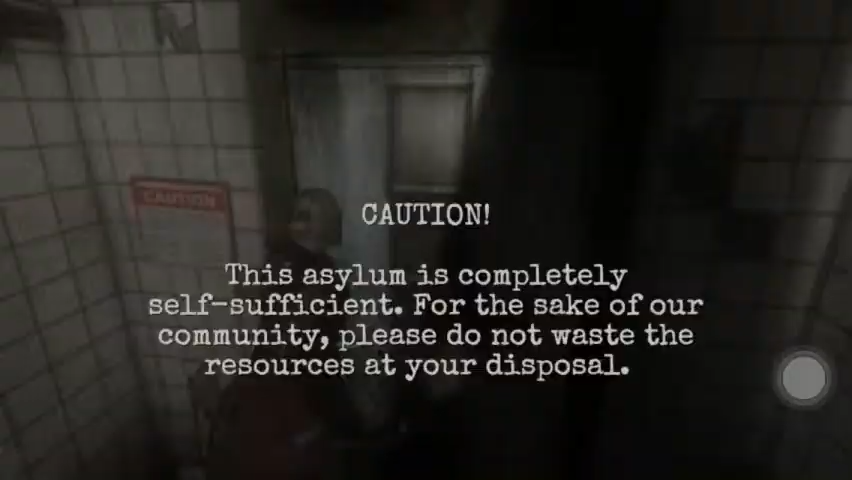 CAUTION
CAUTION!
This asylum is completely
self-sufficient. For the sake of our
community, please do not waste the
resources at your disposal.